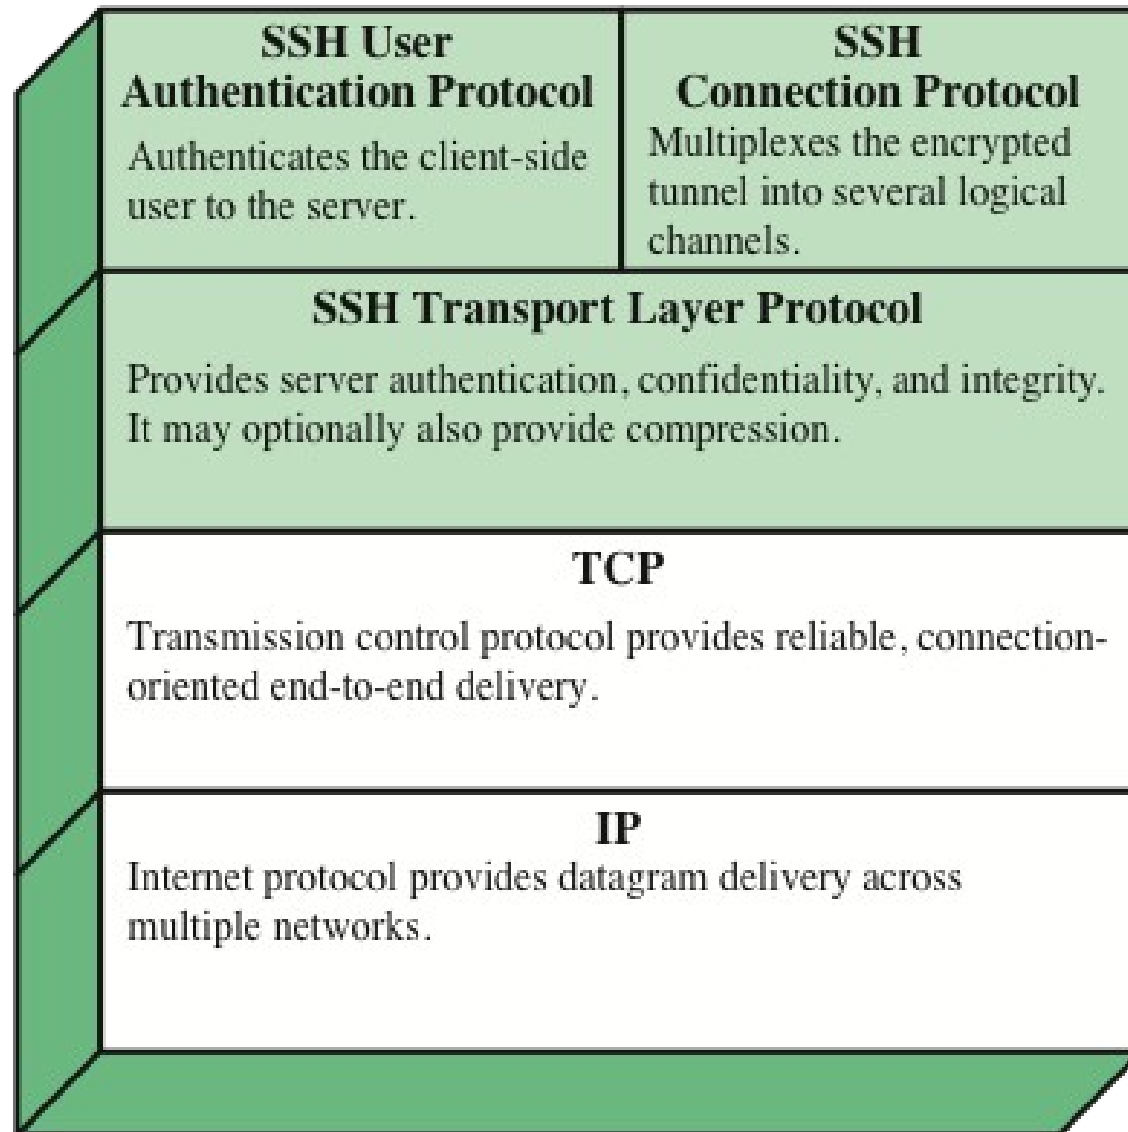 SSH User
Authentication Protocol
Authenticates the client-side
user to the server.
SSH
Connection Protocol
Multiplexes the encrypted
tunnel into several logical
channels.
SSH Transport Layer Protocol
Provides server authentication, confidentiality, and integrity.
It may optionally also provide compression.
TCP
Transmission control protocol provides reliable, connection-
oriented end-to-end delivery.
IP
Internet protocol provides datagram delivery across
multiple networks.